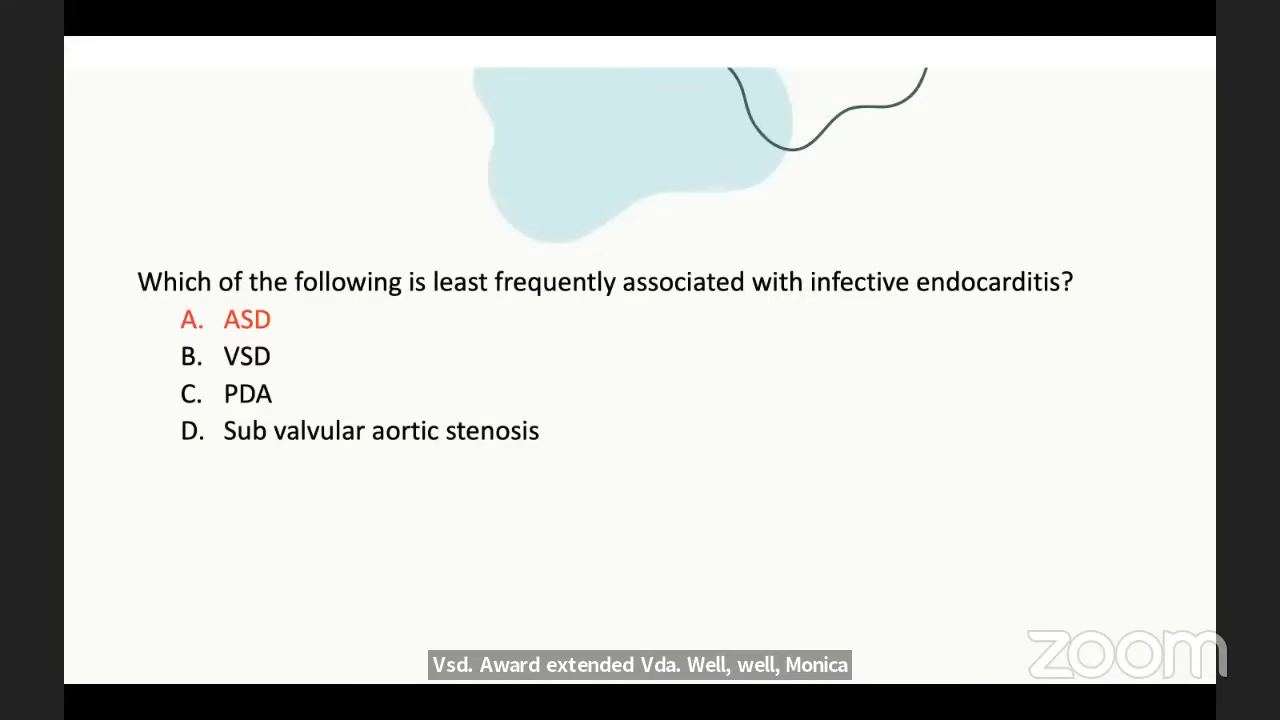 Which of the following is least frequently associated with infective endocarditis?
A. ASD
B. VSD
C. PDA
D. Sub valvular aortic stenosis
Vsd. Award extended Vda. Well, well, Monica
zoom